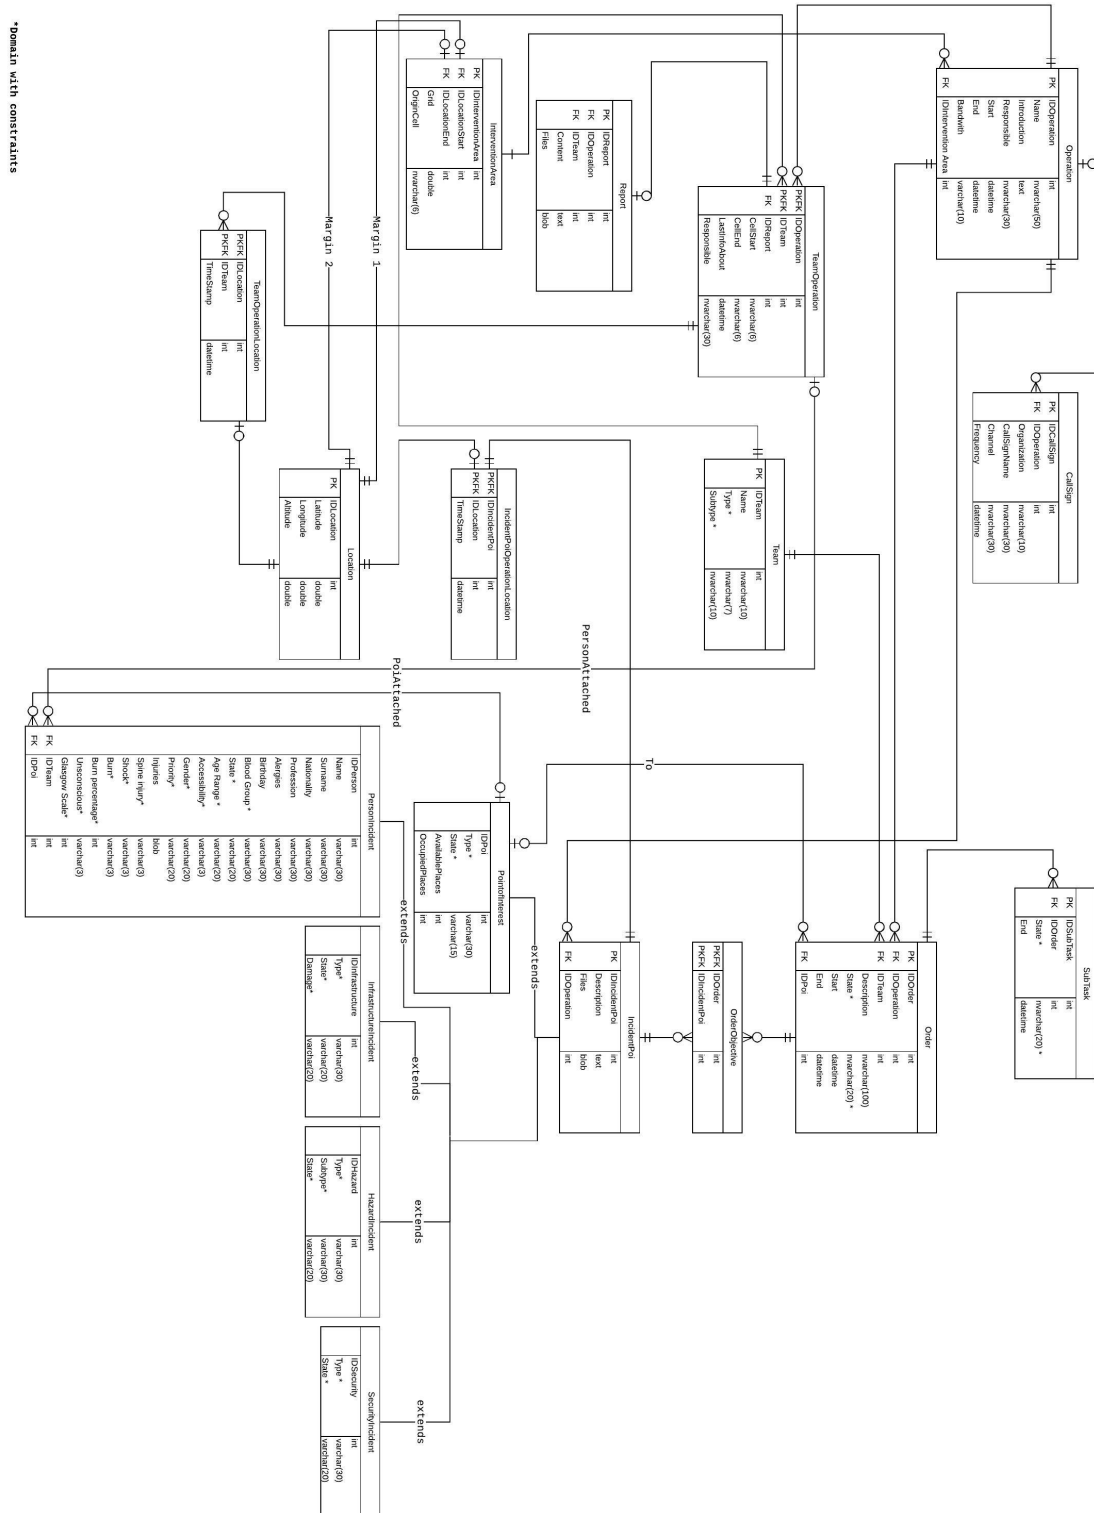 Operation
PK IDOperation int
Name nvarchar(50)
Introduction text
Responsible nvarchar(30)
Start datetime
End datetime
Bandwith varchar(10)
FK IDIntervention Area int
CallSign
PK IDCallSign int
FK IDOperation int
Organization nvarchar(10)
CallSignName nvarchar(30)
Channel nvarchar(30)
Frequency datetime
SubTask
PK IDSubTask int
FK IDOrder int
State * nvarchar(20) *
End datetime
TeamOperation
PKFK IDOperation int
PKFK IDTeam int
FK IDReport int
CellStart nvarchar(6)
CellEnd nvarchar(6)
LastInfoAbout datetime
Responsible nvarchar(30)
Team
PK IDTeam int
Name nvarchar(10)
Type * nvarchar(7)
Subtype * nvarchar(10)
Order
PK IDOrder int
FK IDOperation int
FK IDTeam int
Description nvarchar(100)
State * nvarchar(20) *
Start datetime
End datetime
FK IDPoi int
Report
PK IDReport int
FK IDOperation int
FK IDTeam int
Content text
Files blob
To
OrderObjective
PKFK IDOrder int
PKFK IDIncidentPoi int
PersonAttached
IncidentPoi
PK IDIncidentPoi int
Description text
Files blob
FK IDOperation int
InterventionArea
PK IDInterventionArea int
FK IDLocationStart int
FK IDLocationEnd int
Grid double
OriginCell nvarchar(6)
IncidentPoiOperationLocation
PKFK IDIncidentPoi int
PKFK IDLocation int
TimeStamp datetime
PointofInterest
IDPoi int
Type * varchar(30)
State * varchar(15)
AvailablePlaces int
OccupiedPlaces int
extends
Margin 1
Margin 2
PoiAttached
Location
PK IDLocation int
Latitude double
Longitude double
Altitude double
extends
extends
extends
extends
TeamOperationLocation
PKFK IDLocation int
PKFK IDTeam int
TimeStamp datetime
PersonIncident
IDPerson int
Name varchar(30)
Surname varchar(30)
Nationality varchar(30)
Profession varchar(30)
Alergies varchar(30)
Birthday varchar(30)
Blood Group * varchar(30)
State * varchar(20)
Age Range * varchar(20)
Accessibility* varchar(3)
Gender* varchar(20)
Priority* varchar(20)
Injuries blob
Spine injury* varchar(3)
Shock* varchar(3)
Burn* varchar(3)
Burn percentage* int
Unsconscious* varchar(3)
Glasgow Scale* int
FK IDTeam int
FK IDPoi int
InfrastructureIncident
IDInfrastructure int
Type* varchar(30)
State* varchar(20)
Damage* varchar(20)
HazardIncident
IDHazard int
Type* varchar(30)
Subtype* varchar(30)
State* varchar(20)
SecurityIncident
IDSecurity int
Type * varchar(30)
State * varchar(20)
*Domain with constraints